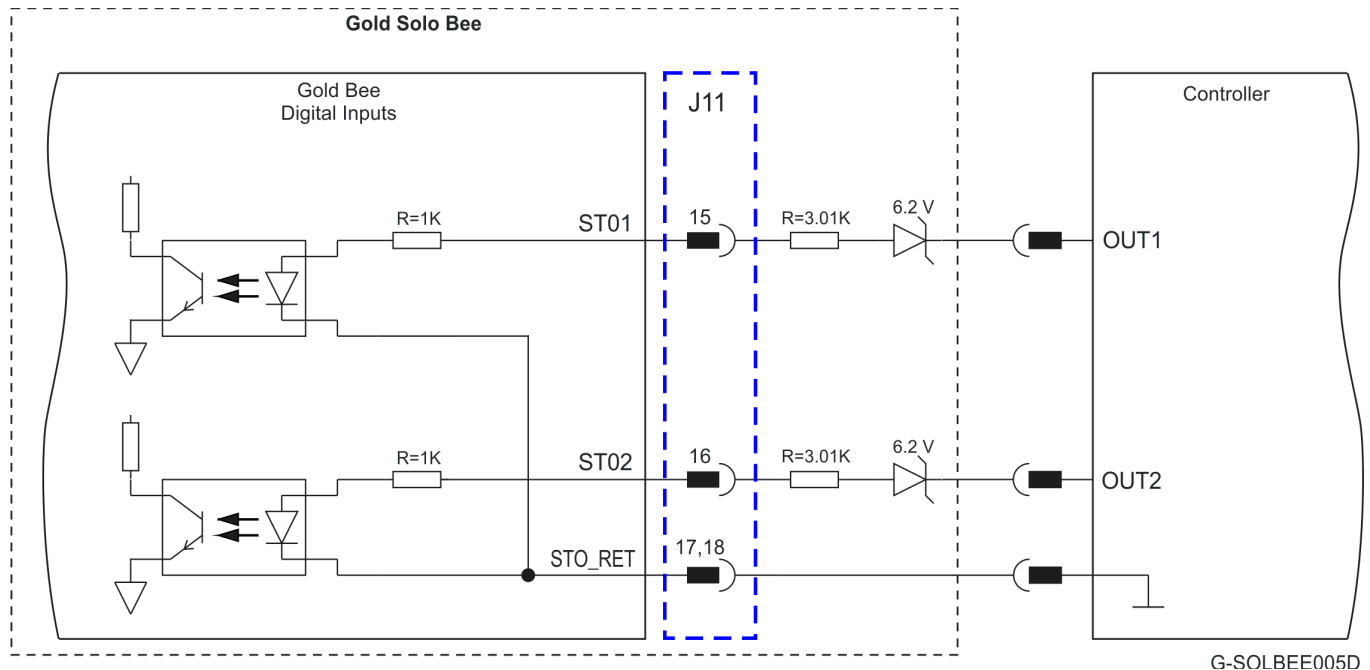 Gold Solo Bee
Gold Bee
Digital Inputs
J11
Controller
R=1K
ST01
15
R=3.01K
6.2 V
OUT1
R=1K
ST02
16
R=3.01K
6.2 V
OUT2
STO_RET
17,18
G-SOLBEE005D